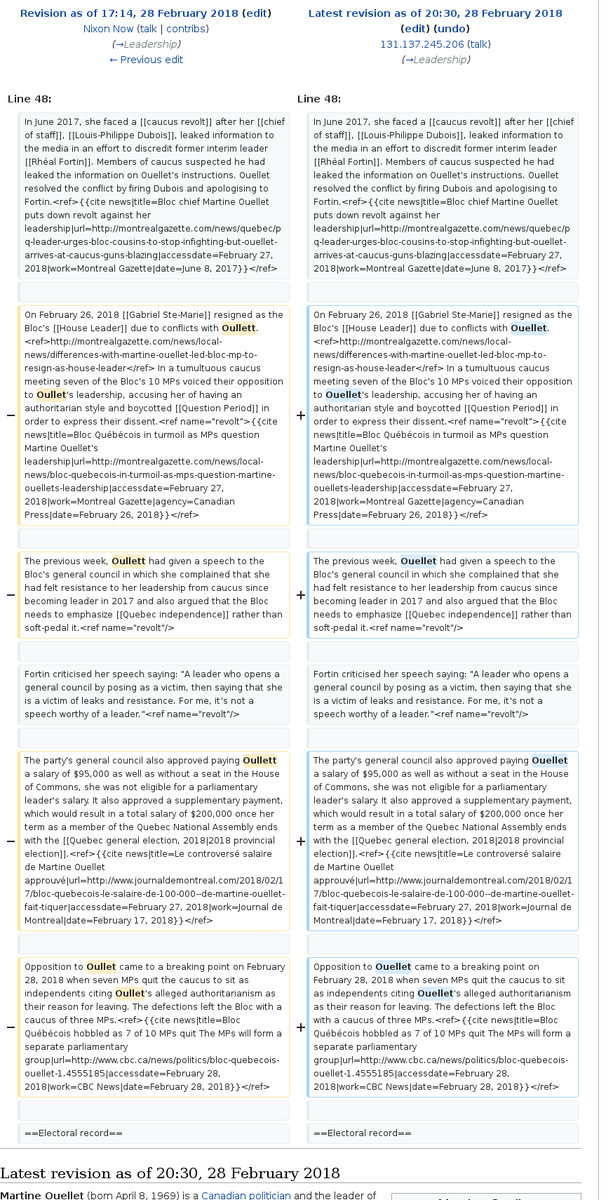 Revision as of 17:14, 28 February 2018 (edit)
Nixon Now (talk | contribs)
(→Leadership)
← Previous edit
Latest revision as of 20:30, 28 February 2018
(edit) (undo)
131.137.245.206 (talk)
(→Leadership)
Line 48:
In June 2017, she faced a [[caucus revolt]] after her [[chief
of staff]], [[Louis-Philippe Dubois]], leaked information to
the media in an effort to discredit former interim leader
[[Rhéal Fortin]]. Members of caucus suspected he had
leaked the information on Ouellet's instructions. Ouellet
resolved the conflict by firing Dubois and apologising to
Fortin.<ref>{{cite news|title=Bloc chief Martine Ouellet
puts down revolt against her
leadership|url=http://montrealgazette.com/news/quebec/p
q-leader-urges-bloc-cousins-to-stop-infighting-but-ouellet-
arrives-at-caucus-guns-blazing|accessdate=February 27,
2018|work=Montreal Gazette|date=June 8, 2017}}</ref>
On February 26, 2018 [[Gabriel Ste-Marie]] resigned as the
Bloc's [[House Leader]] due to conflicts with Oullett.
<ref>http://montrealgazette.com/news/local-
news/differences-with-martine-ouellet-led-bloc-mp-to-
resign-as-house-leader</ref> In a tumultuous caucus
meeting seven of the Bloc's 10 MPs voiced their opposition
to Oullet's leadership, accusing her of having an
− authoritarian style and boycotted [[Question Period]] in
order to express their dissent.<ref name="revolt">{{cite
news|title=Bloc Québécois in turmoil as MPs question
Martine Ouellet's
leadership|url=http://montrealgazette.com/news/local-
news/bloc-quebecois-in-turmoil-as-mps-question-martine-
ouellets-leadership|accessdate=February 27,
2018|work=Montreal Gazette|agency=Canadian
Press|date=February 26, 2018}}</ref>
The previous week, Oullett had given a speech to the
Bloc's general council in which she complained that she
− had felt resistance to her leadership from caucus since
becoming leader in 2017 and also argued that the Bloc
needs to emphasize [[Quebec independence]] rather than
soft-pedal it.<ref name="revolt"/>
Fortin criticised her speech saying: "A leader who opens a
general council by posing as a victim, then saying that she
is a victim of leaks and resistance. For me, it's not a
speech worthy of a leader."<ref name="revolt"/>
The party's general council also approved paying Oullett
a salary of $95,000 as well as without a seat in the House
of Commons, she was not eligible for a parliamentary
leader's salary. It also approved a supplementary payment,
which would result in a total salary of $200,000 once her
term as a member of the Quebec National Assembly ends
− with the [[Quebec general election, 2018|2018 provincial
election]].<ref>{{cite news|title=Le controversé salaire
de Martine Ouellet
approuvé|url=http://www.journaldemontreal.com/2018/02/1
7/bloc-quebecois-le-salaire-de-100-000--de-martine-ouellet-
fait-tiquer|accessdate=February 27, 2018|work=Journal de
Montreal|date=February 17, 2018}}</ref>
Opposition to Oullet came to a breaking point on February
28, 2018 when seven MPs quit the caucus to sit as
independents citing Oullet's alleged authoritarianism as
their reason for leaving. The defections left the Bloc with
a caucus of three MPs.<ref>{{cite news|title=Bloc
− Québécois hobbled as 7 of 10 MPs quit The MPs will form a
separate parliamentary
group|url=http://www.cbc.ca/news/politics/bloc-quebecois-
ouellet-1.4555185|accessdate=February 28,
2018|work=CBC News|date=February 28, 2018}}</ref>
==Electoral record==
Line 48:
In June 2017, she faced a [[caucus revolt]] after her [[chief
of staff]], [[Louis-Philippe Dubois]], leaked information to
the media in an effort to discredit former interim leader
[[Rhéal Fortin]]. Members of caucus suspected he had
leaked the information on Ouellet's instructions. Ouellet
resolved the conflict by firing Dubois and apologising to
Fortin.<ref>{{cite news|title=Bloc chief Martine Ouellet
puts down revolt against her
leadership|url=http://montrealgazette.com/news/quebec/p
q-leader-urges-bloc-cousins-to-stop-infighting-but-ouellet-
arrives-at-caucus-guns-blazing|accessdate=February 27,
2018|work=Montreal Gazette|date=June 8, 2017}}</ref>
On February 26, 2018 [[Gabriel Ste-Marie]] resigned as the
Bloc's [[House Leader]] due to conflicts with Ouellet.
<ref>http://montrealgazette.com/news/local-
news/differences-with-martine-ouellet-led-bloc-mp-to-
resign-as-house-leader</ref> In a tumultuous caucus
meeting seven of the Bloc's 10 MPs voiced their opposition
to Ouellet's leadership, accusing her of having an
+ authoritarian style and boycotted [[Question Period]] in
order to express their dissent.<ref name="revolt">{{cite
news|title=Bloc Québécois in turmoil as MPs question
Martine Ouellet's
leadership|url=http://montrealgazette.com/news/local-
news/bloc-quebecois-in-turmoil-as-mps-question-martine-
ouellets-leadership|accessdate=February 27,
2018|work=Montreal Gazette|agency=Canadian
Press|date=February 26, 2018}}</ref>
The previous week, Ouellet had given a speech to the
Bloc's general council in which she complained that she
+ had felt resistance to her leadership from caucus since
becoming leader in 2017 and also argued that the Bloc
needs to emphasize [[Quebec independence]] rather than
soft-pedal it.<ref name="revolt"/>
Fortin criticised her speech saying: "A leader who opens a
general council by posing as a victim, then saying that she
is a victim of leaks and resistance. For me, it's not a
speech worthy of a leader."<ref name="revolt"/>
The party's general council also approved paying Ouellet
a salary of $95,000 as well as without a seat in the House
of Commons, she was not eligible for a parliamentary
leader's salary. It also approved a supplementary payment,
which would result in a total salary of $200,000 once her
term as a member of the Quebec National Assembly ends
+ with the [[Quebec general election, 2018|2018 provincial
election]].<ref>{{cite news|title=Le controversé salaire
de Martine Ouellet
approuvé|url=http://www.journaldemontreal.com/2018/02/1
7/bloc-quebecois-le-salaire-de-100-000--de-martine-ouellet-
fait-tiquer|accessdate=February 27, 2018|work=Journal de
Montreal|date=February 17, 2018}}</ref>
Opposition to Ouellet came to a breaking point on
February 28, 2018 when seven MPs quit the caucus to sit
as independents citing Ouellet's alleged authoritarianism
as their reason for leaving. The defections left the Bloc
with a caucus of three MPs.<ref>{{cite news|title=Bloc
+ Québécois hobbled as 7 of 10 MPs quit The MPs will form
a separate parliamentary
group|url=http://www.cbc.ca/news/politics/bloc-quebecois-
ouellet-1.4555185|accessdate=February 28,
2018|work=CBC News|date=February 28, 2018}}</ref>
==Electoral record==
Latest revision as of 20:30, 28 February 2018
Martine Ouellet (born April 8, 1969) is a Canadian politician and the leader of